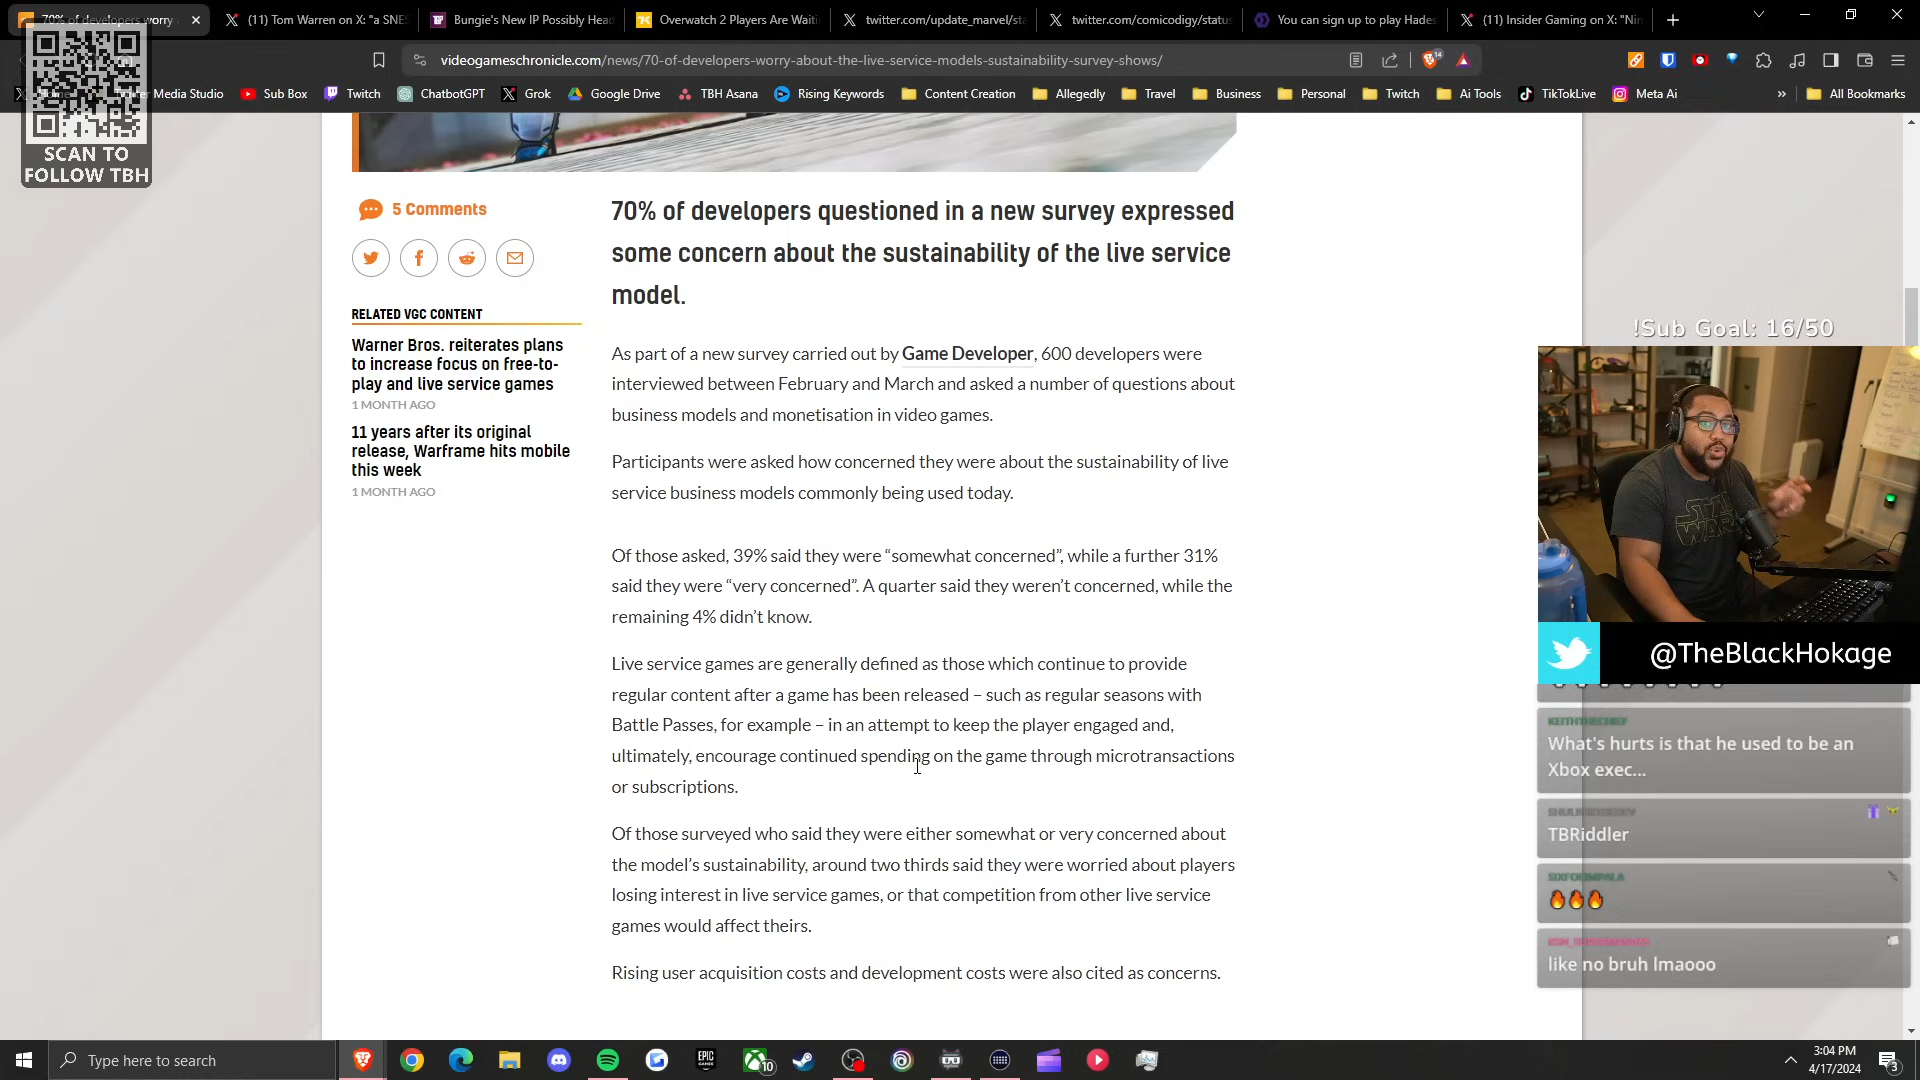 70% of developers worry
(11) Tom Warren on X: "a SNES
Bungie's New IP Possibly Head
Overwatch 2 Players Are Waiti
twitter.com/update_marvel/sta
twitter.com/comicodigy/status
You can sign up to play Hades
(11) Insider Gaming on X: "Nin
videogameschronicle.com/news/70-of-developers-worry-about-the-live-service-models-sustainability-survey-shows/
14
Media Studio
Sub Box
Twitch
ChatbotGPT
Grok
Google Drive
TBH Asana
Rising Keywords
Content Creation
Allegedly
Travel
Business
Personal
Twitch
Ai Tools
TikTokLive
Meta Ai
»
All Bookmarks
SCAN TO
FOLLOW TBH
5 Comments
RELATED VGC CONTENT
Warner Bros. reiterates plans
to increase focus on free-to-
play and live service games
1 MONTH AGO
11 years after its original
release, Warframe hits mobile
this week
1 MONTH AGO
70% of developers questioned in a new survey expressed
some concern about the sustainability of the live service
model.
As part of a new survey carried out by Game Developer, 600 developers were
interviewed between February and March and asked a number of questions about
business models and monetisation in video games.
Participants were asked how concerned they were about the sustainability of live
service business models commonly being used today.
Of those asked, 39% said they were “somewhat concerned”, while a further 31%
said they were “very concerned”. A quarter said they weren’t concerned, while the
remaining 4% didn’t know.
Live service games are generally defined as those which continue to provide
regular content after a game has been released – such as regular seasons with
Battle Passes, for example – in an attempt to keep the player engaged and,
ultimately, encourage continued spending on the game through microtransactions
or subscriptions.
Of those surveyed who said they were either somewhat or very concerned about
the model’s sustainability, around two thirds said they were worried about players
losing interest in live service games, or that competition from other live service
games would affect theirs.
Rising user acquisition costs and development costs were also cited as concerns.
!Sub Goal: 16/50
STAR
WARS
@TheBlackHokage
KEITHTHECHIEF
What's hurts is that he used to be an
Xbox exec...
TBRiddler
SIXFOIMPALA
like no bruh lmaooo
Type here to search
EPIC
GAMES
10
3:04 PM
4/17/2024
3